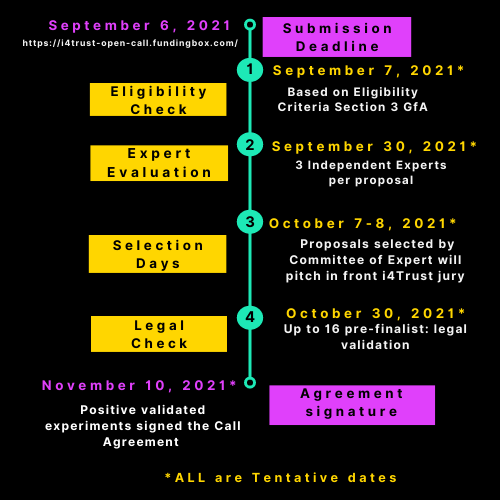 September 6, 2021
https://i4trust-open-call.fundingbox.com/
Submission
Deadline
1
September 7, 2021*
Eligibility
Check
Based on Eligibility
Criteria Section 3 GfA
2
September 30, 2021*
Expert
Evaluation
3 Independent Experts
per proposal
3
October 7-8, 2021*
Selection
Days
Proposals selected by
Committee of Expert will
pitch in front i4Trust jury
4
October 30, 2021*
Legal
Check
Up to 16 pre-finalist: legal
validation
November 10, 2021*
Agreement
signature
Positive validated
experiments signed the Call
Agreement
*ALL are Tentative dates